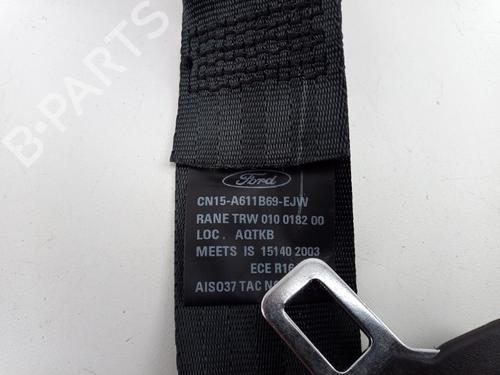 B-PARTS
Ford
CN15-A611B69-EJW
RANE TRW 010 0182 00
LOC. AQTKB
MEETS IS 15140 2003
ECE R16
AIS037 TAC